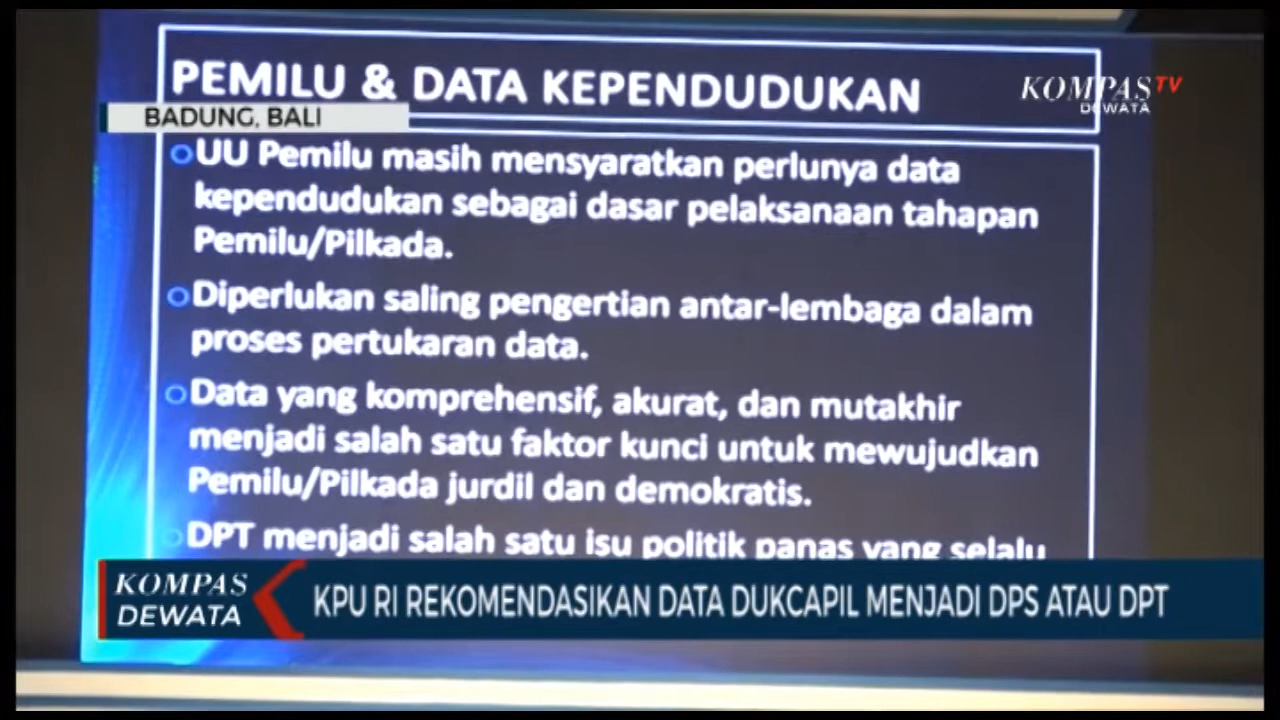 PEMILU & DATA KEPENDUDUKAN
KOMPAS TV
DEWATA
BADUNG, BALI
UU Pemilu masih mensyaratkan perlunya data
kependudukan sebagai dasar pelaksanaan tahapan
Pemilu/Pilkada.
Diperlukan saling pengertian antar-lembaga dalam
proses pertukaran data.
Data yang komprehensif, akurat, dan mutakhir
menjadi salah satu faktor kunci untuk mewujudkan
Pemilu/Pilkada jurdil dan demokratis.
DPT menjadi salah satu isu politik panas yang selalu
KOMPAS
DEWATA
KPU RI REKOMENDASIKAN DATA DUKCAPIL MENJADI DPS ATAU DPT